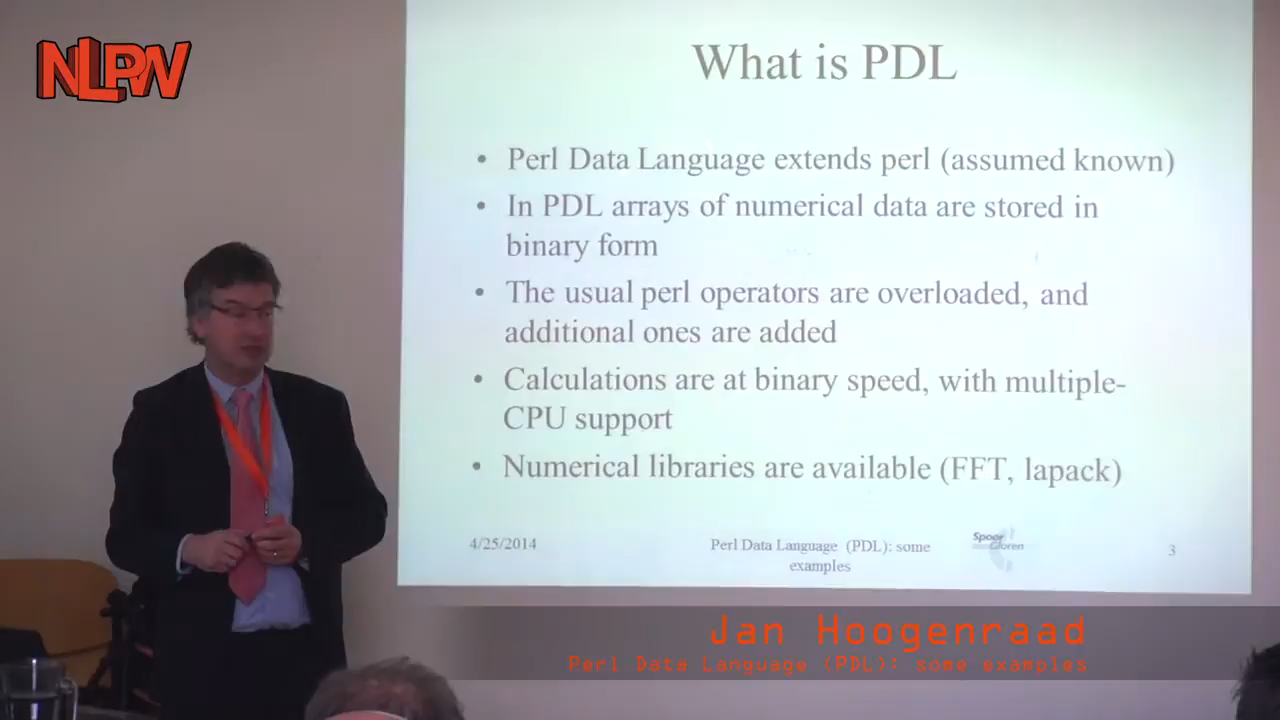 NLPW
What is PDL
• Perl Data Language extends perl (assumed known)
• In PDL arrays of numerical data are stored in
binary form
• The usual perl operators are overloaded, and
additional ones are added
• Calculations are at binary speed, with multiple-
CPU support
• Numerical libraries are available (FFT, lapack)
4/25/2014
Perl Data Language (PDL): some
examples
Spoor
Gloren
3
Jan Hoogenraad
Perl Data Language (PDL): some examples